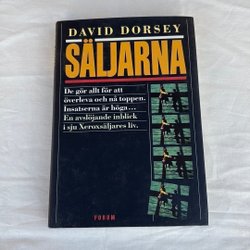 DAVID DORSEY
SÄLJARNA
De gör allt för att
överleva och nå toppen.
Insatserna är höga…
En avslöjande inblick
i sju Xeroxsäljares liv.
FORUM